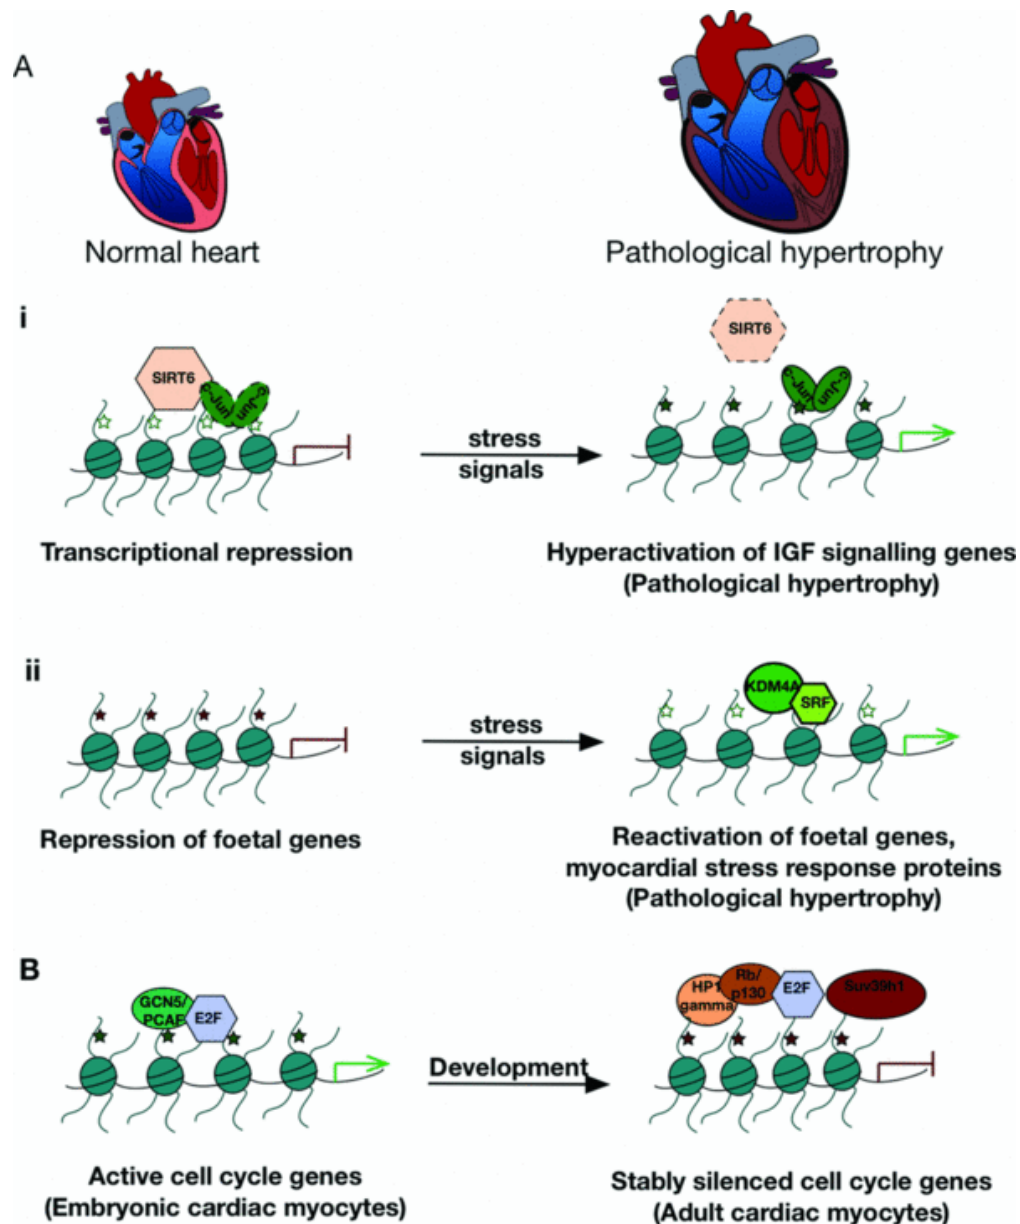 A
Normal heart
Pathological hypertrophy
i
SIRT6
c-Jun
c-Jun
SIRT6
c-Jun
c-Jun
stress
signals
Transcriptional repression
Hyperactivation of IGF signalling genes
(Pathological hypertrophy)
ii
KDM4A
SRF
stress
signals
Repression of foetal genes
Reactivation of foetal genes,
myocardial stress response proteins
(Pathological hypertrophy)
B
GCN5/
PCAF
E2F
HP1
gamma
Rb/
p130
E2F
Suv39h1
Development
Active cell cycle genes
(Embryonic cardiac myocytes)
Stably silenced cell cycle genes
(Adult cardiac myocytes)